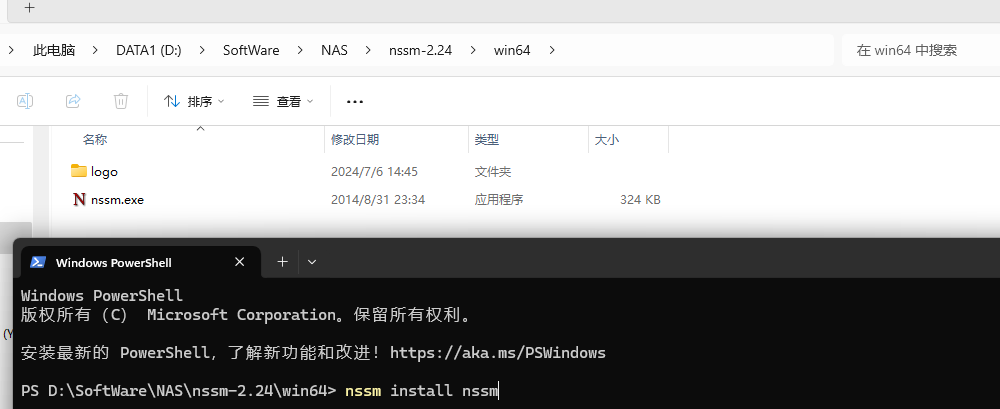 此电脑 DATA1 (D:) SoftWare NAS nssm-2.24 win64 在 win64 中搜索
排序 查看
名称 修改日期 类型 大小
logo 2024/7/6 14:45 文件夹
nssm.exe 2014/8/31 23:34 应用程序 324 KB
Windows PowerShell
Windows PowerShell
版权所有 (C) Microsoft Corporation。保留所有权利。
(Y
安装最新的 PowerShell,了解新功能和改进!https://aka.ms/PSWindows
PS D:\SoftWare\NAS\nssm-2.24\win64> nssm install nssm